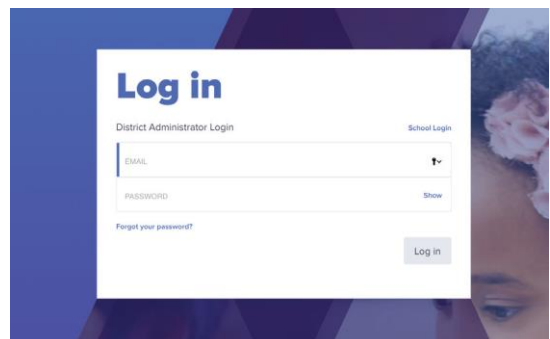 Log in
District Administrator Login School Login
EMAIL
PASSWORD Show
Forgot your password?
Log in